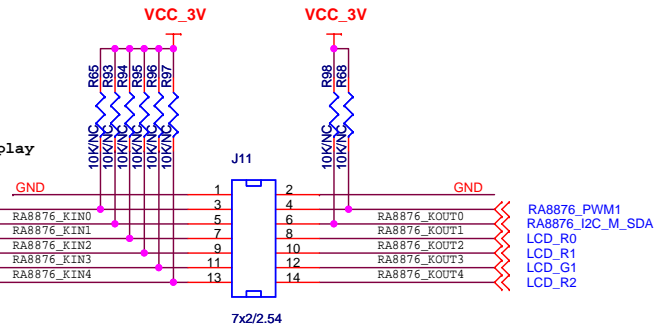 VCC_3V
VCC_3V
R65
R93
R94
R95
R96
R97
R98
R68
10K/NC
10K/NC
10K/NC
10K/NC
10K/NC
10K/NC
10K/NC
10K/NC
play
J11
GND
1
2
GND
3
4
RA8876_PWM1
RA8876_KIN0
5
6
RA8876_KOUT0
RA8876_I2C_M_SDA
RA8876_KIN1
7
8
RA8876_KOUT1
LCD_R0
RA8876_KIN2
9
10
RA8876_KOUT2
LCD_R1
RA8876_KIN3
11
12
RA8876_KOUT3
LCD_G1
RA8876_KIN4
13
14
RA8876_KOUT4
LCD_R2
7x2/2.54